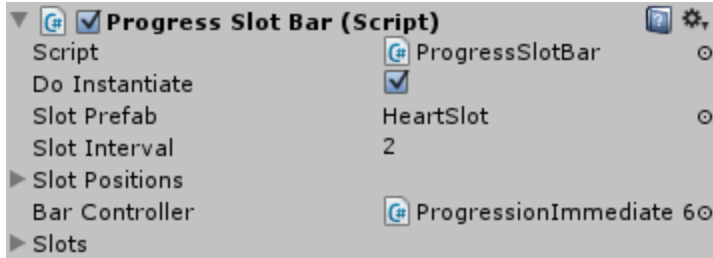 Progress Slot Bar (Script)
Script ProgressSlotBar
Do Instantiate
Slot Prefab HeartSlot
Slot Interval 2
Slot Positions
Bar Controller ProgressionImmediate 6
Slots